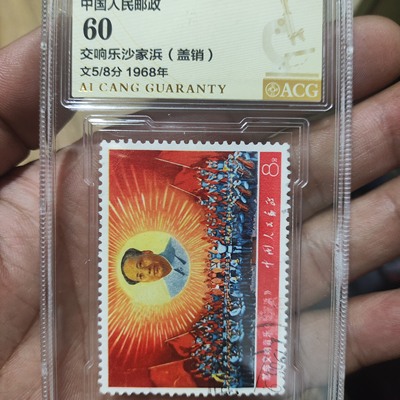 中国人民邮政
60
交响乐沙家浜（盖销）
文5/8分 1968年
AI CANG GUARANTY
ACG
8分
中国人民邮政